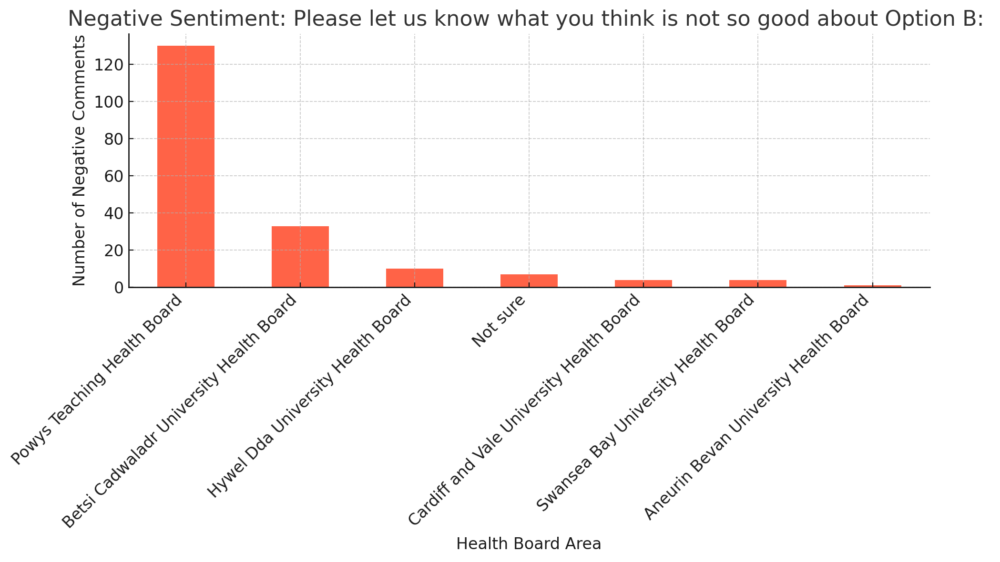 Negative Sentiment: Please let us know what you think is not so good about Option B:
Number of Negative Comments
120
100
80
60
40
20
0
Powys Teaching Health Board
Betsi Cadwaladr University Health Board
Hywel Dda University Health Board
Not sure
Cardiff and Vale University Health Board
Swansea Bay University Health Board
Aneurin Bevan University Health Board
Health Board Area